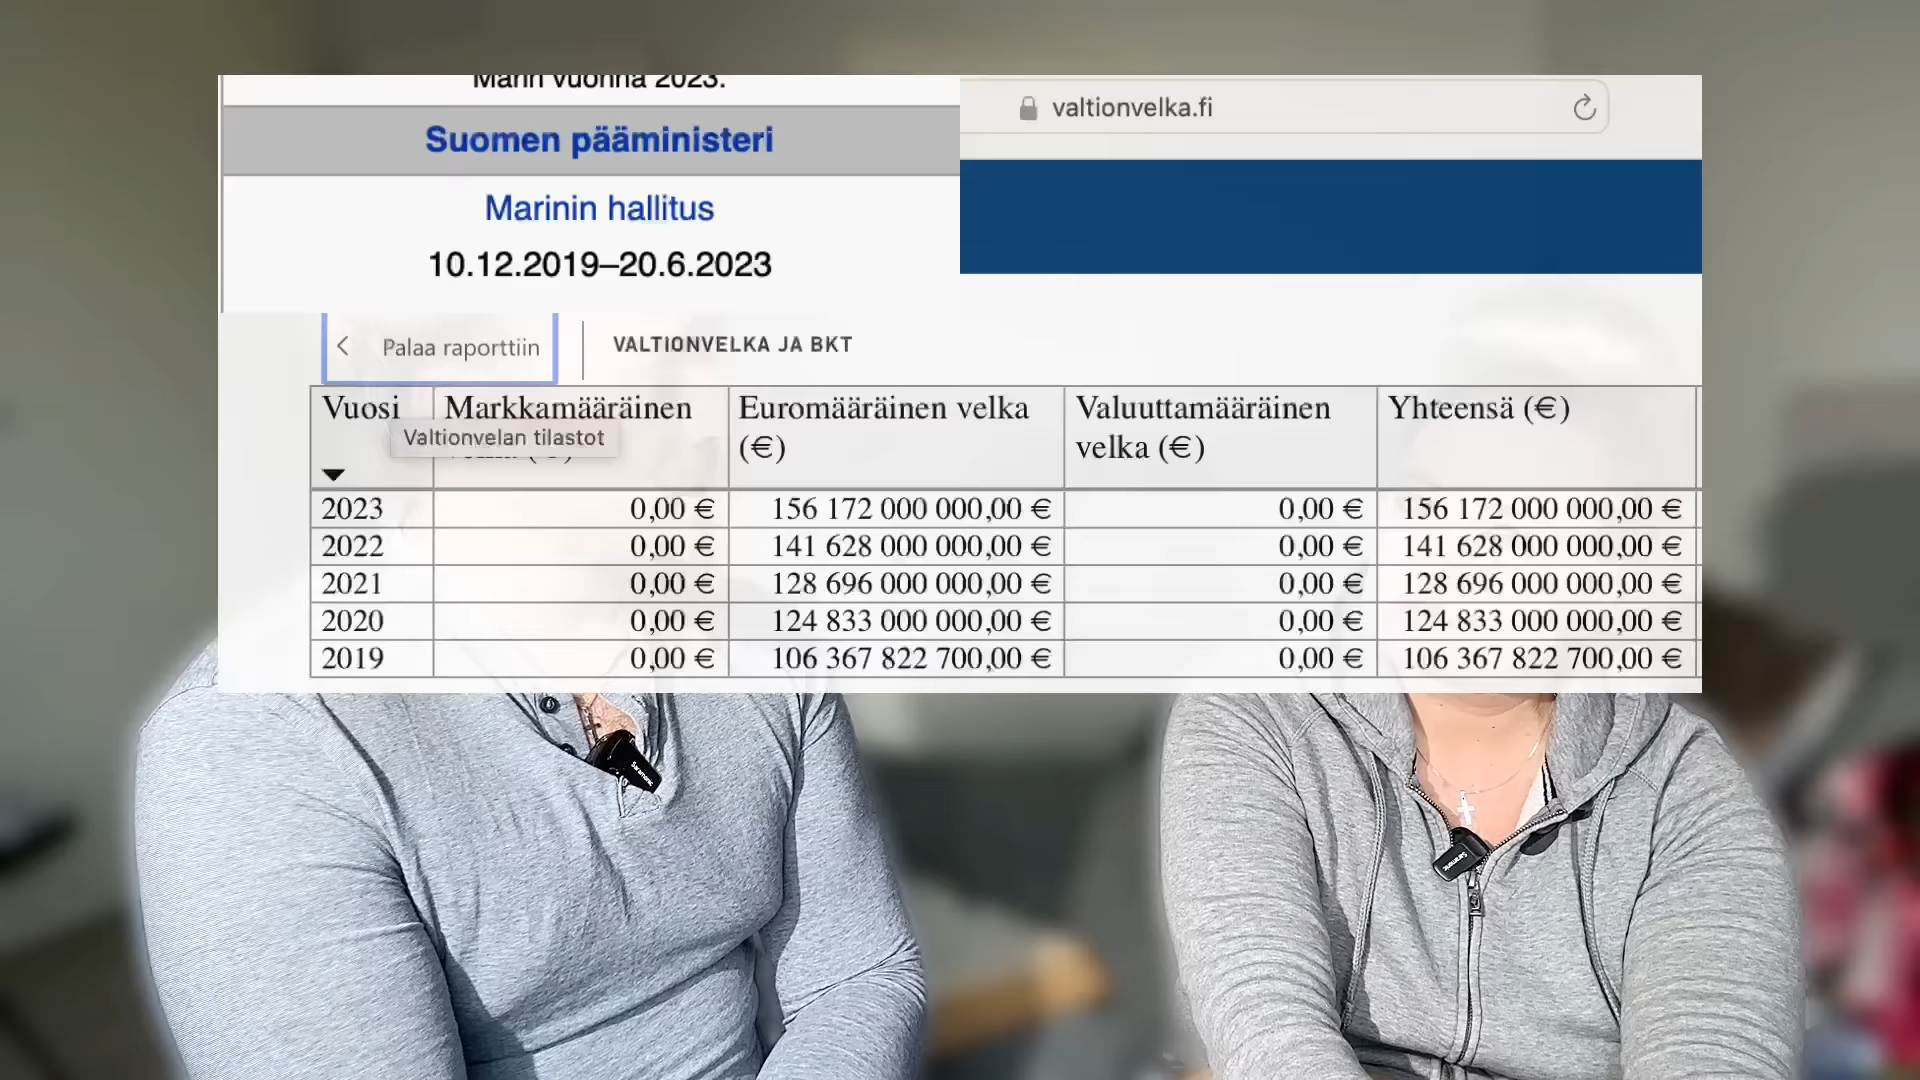 Marin vuonna 2023.
Suomen pääministeri
Marinin hallitus
10.12.2019–20.6.2023
valtionvelka.fi
Palaa raporttiin
VALTIONVELKA JA BKT
Vuosi Markkamääräinen Euromääräinen velka (€) Valuuttamääräinen velka (€) Yhteensä (€)
Valtionvelan tilastot
2023 0,00 € 156 172 000 000,00 € 0,00 € 156 172 000 000,00 €
2022 0,00 € 141 628 000 000,00 € 0,00 € 141 628 000 000,00 €
2021 0,00 € 128 696 000 000,00 € 0,00 € 128 696 000 000,00 €
2020 0,00 € 124 833 000 000,00 € 0,00 € 124 833 000 000,00 €
2019 0,00 € 106 367 822 700,00 € 0,00 € 106 367 822 700,00 €
Saramonic
Saramonic